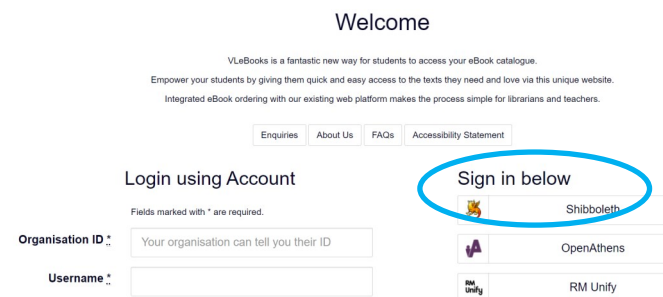 Welcome
VLeBooks is a fantastic new way for students to access your eBook catalogue.
Empower your students by giving them quick and easy access to the texts they need and love via this unique website.
Integrated eBook ordering with our existing web platform makes the process simple for librarians and teachers.
Enquiries About Us FAQs Accessibility Statement
Login using Account
Fields marked with * are required.
Organisation ID * Your organisation can tell you their ID
Username *
Sign in below
Shibboleth
OpenAthens
RM Unify RM Unify